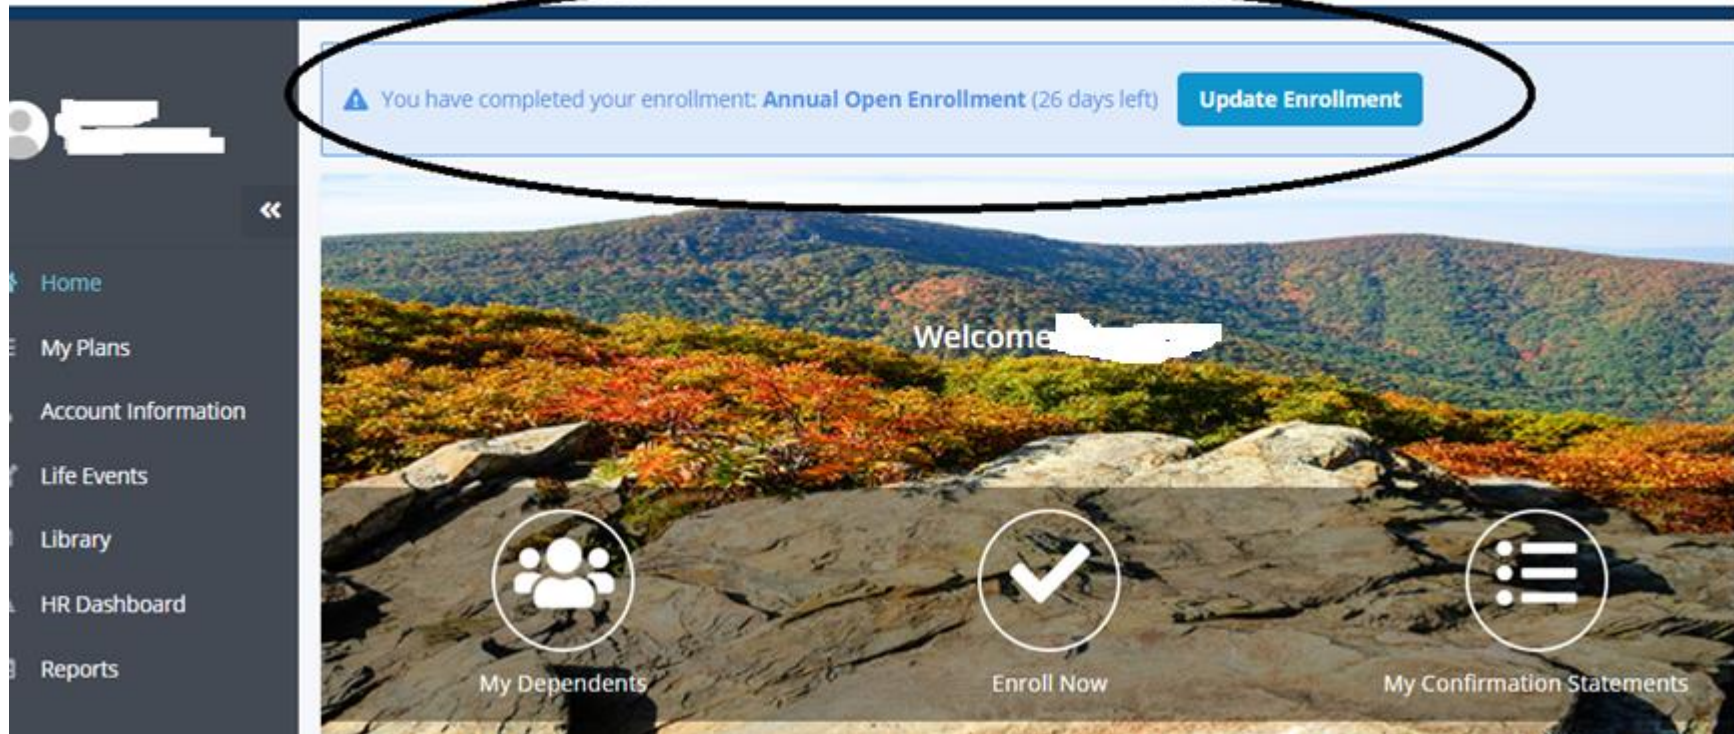 You have completed your enrollment: Annual Open Enrollment (26 days left) Update Enrollment
«
Home
My Plans
Account Information
Life Events
Library
HR Dashboard
Reports
Welcome
My Dependents
Enroll Now
My Confirmation Statements